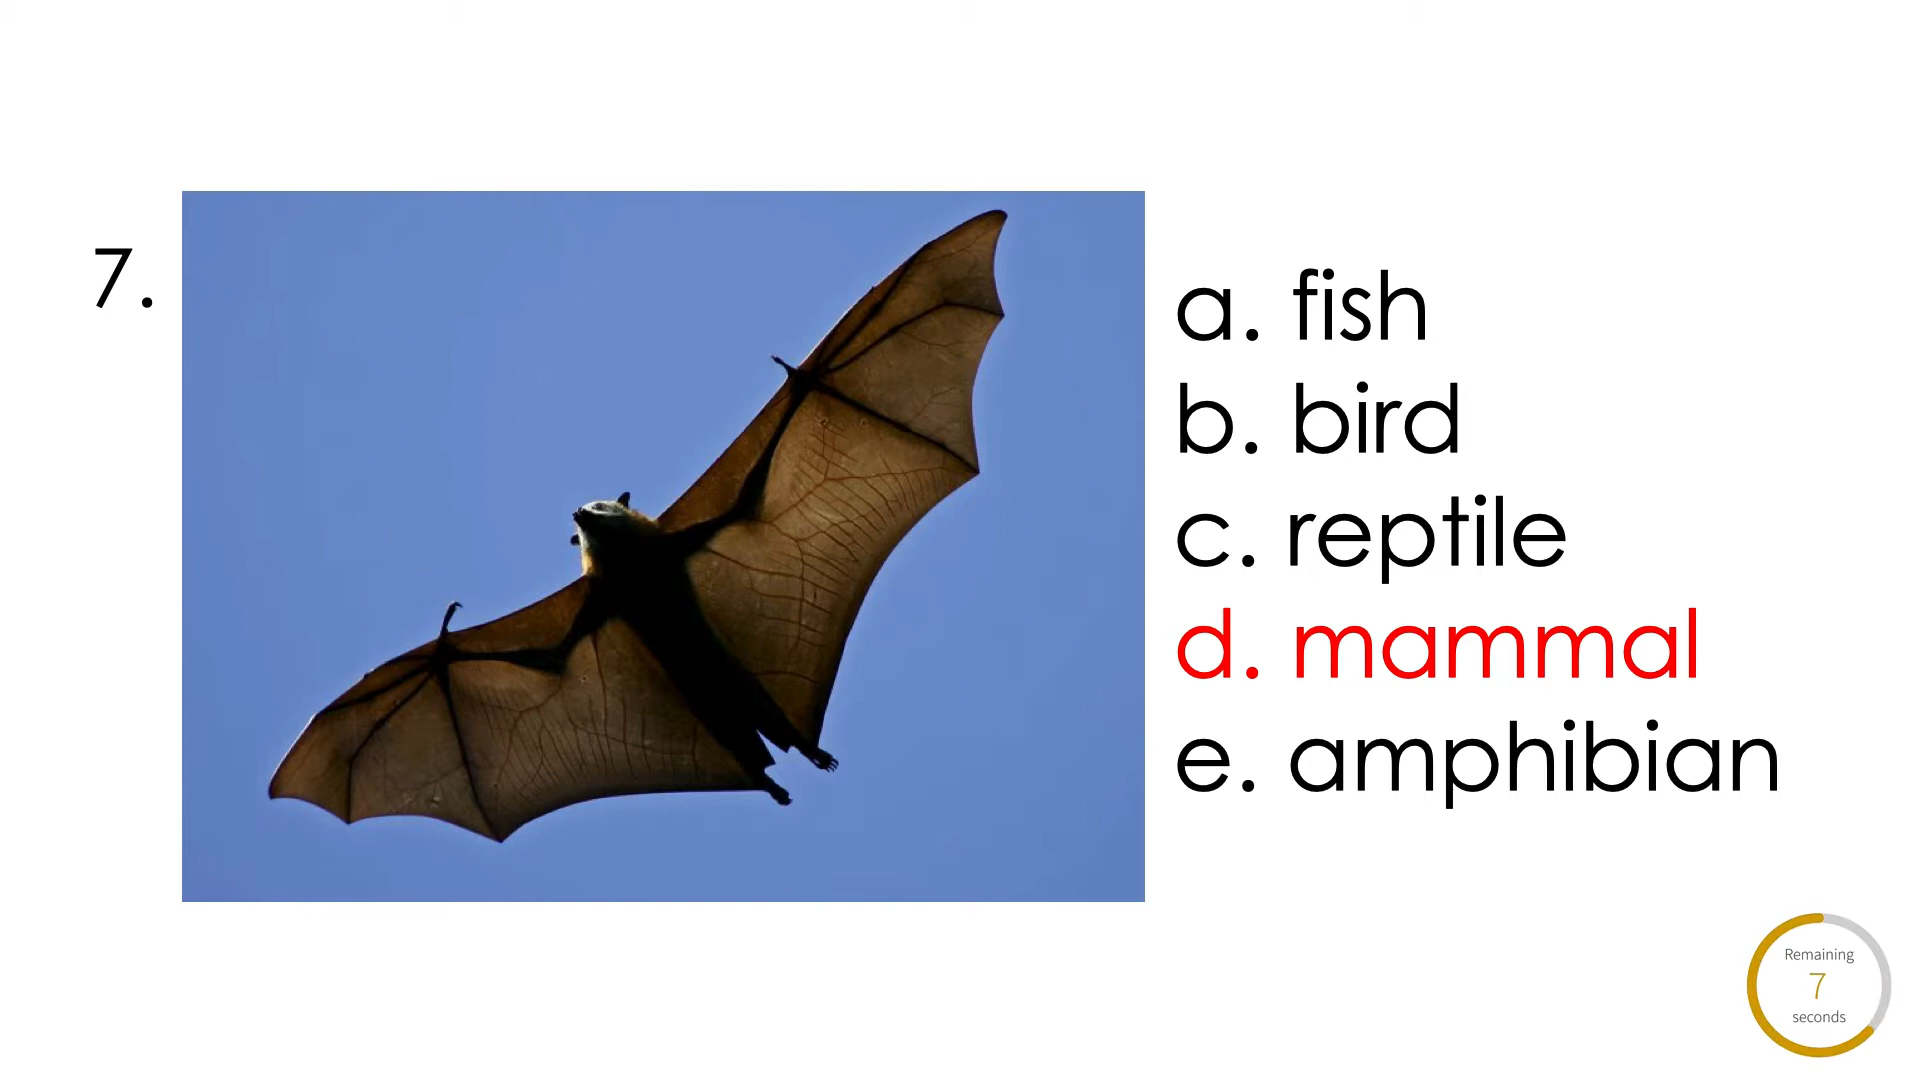 7.
a. fish
b. bird
c. reptile
d. mammal
e. amphibian
Remaining
7
seconds